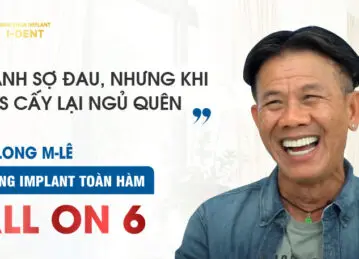 I-DENT
ANH SỢ ĐAU, NHƯNG KHI
S CẤY LẠI NGỦ QUÊN
”
LONG M-LÊ
NG IMPLANT TOÀN HÀM
ALL ON 6